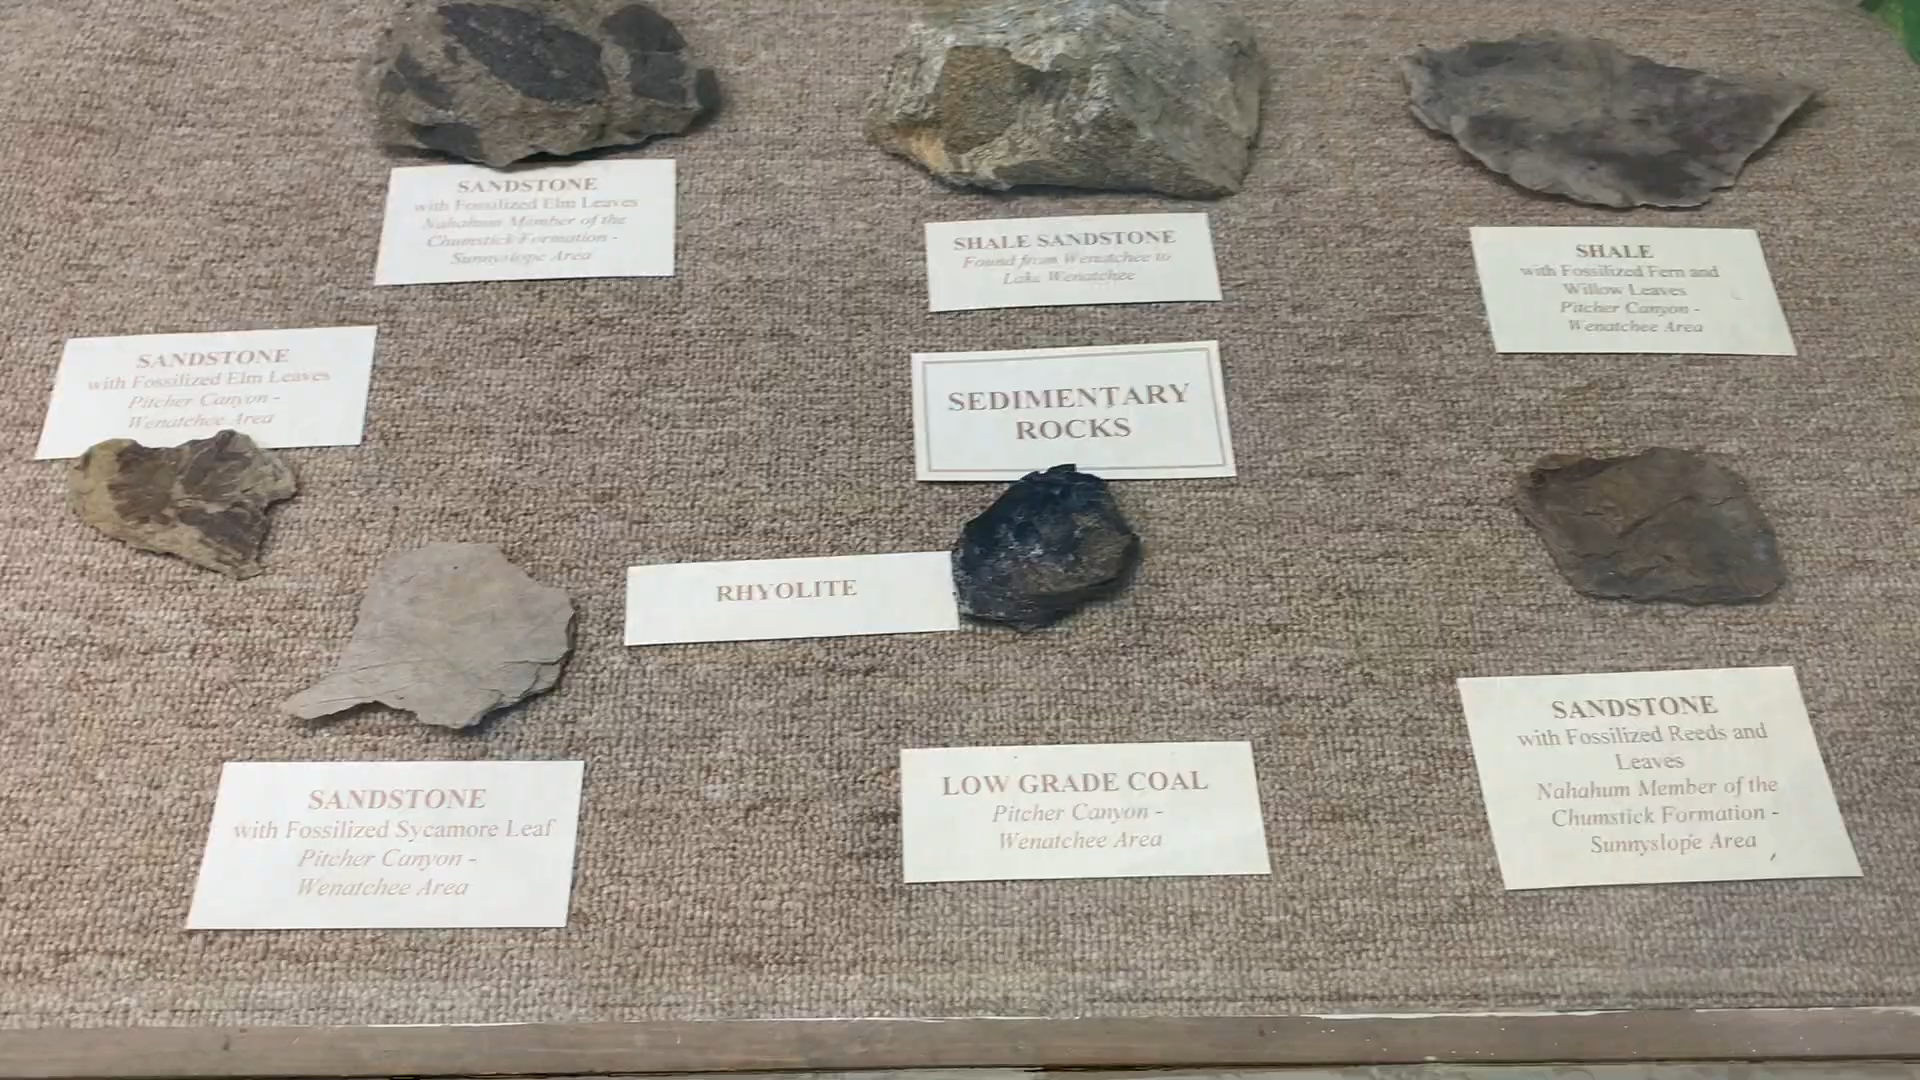 SANDSTONE
with Fossilized Elm Leaves
Nahahum Member of the
Chumstick Formation -
Sunnyslope Area
SHALE SANDSTONE
Found from Wenatchee to
Lake Wenatchee
SHALE
with Fossilized Fern and
Willow Leaves
Pitcher Canyon -
Wenatchee Area
SANDSTONE
with Fossilized Elm Leaves
Pitcher Canyon -
Wenatchee Area
SEDIMENTARY
ROCKS
RHYOLITE
SANDSTONE
with Fossilized Sycamore Leaf
Pitcher Canyon -
Wenatchee Area
LOW GRADE COAL
Pitcher Canyon -
Wenatchee Area
SANDSTONE
with Fossilized Reeds and
Leaves
Nahahum Member of the
Chumstick Formation -
Sunnyslope Area